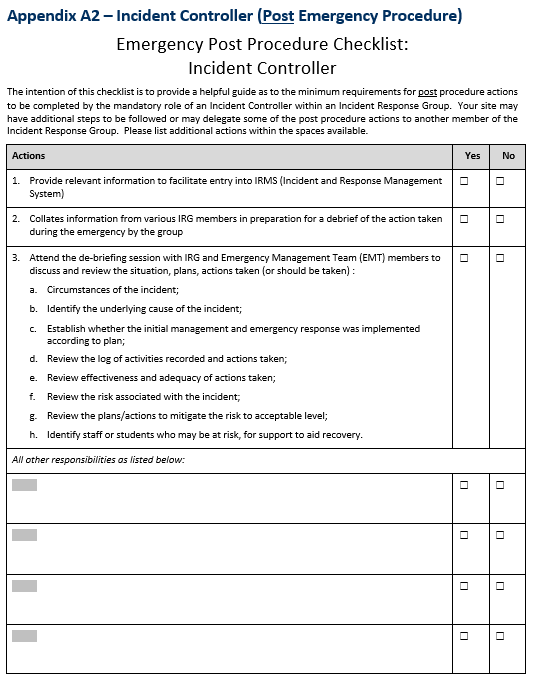 Appendix A2 – Incident Controller (Post Emergency Procedure)
Emergency Post Procedure Checklist:
Incident Controller
The intention of this checklist is to provide a helpful guide as to the minimum requirements for post procedure actions
to be completed by the mandatory role of an Incident Controller within an Incident Response Group. Your site may
have additional steps to be followed or may delegate some of the post procedure actions to another member of the
Incident Response Group. Please list additional actions within the spaces available.
Actions Yes No
1. Provide relevant information to facilitate entry into IRMS (Incident and Response Management ☐ ☐
System)
2. Collates information from various IRG members in preparation for a debrief of the action taken ☐ ☐
during the emergency by the group
3. Attend the de-briefing session with IRG and Emergency Management Team (EMT) members to ☐ ☐
discuss and review the situation, plans, actions taken (or should be taken) :
a. Circumstances of the incident;
b. Identify the underlying cause of the incident;
c. Establish whether the initial management and emergency response was implemented
according to plan;
d. Review the log of activities recorded and actions taken;
e. Review effectiveness and adequacy of actions taken;
f. Review the risk associated with the incident;
g. Review the plans/actions to mitigate the risk to acceptable level;
h. Identify staff or students who may be at risk, for support to aid recovery.
All other responsibilities as listed below:
☐ ☐
☐ ☐
☐ ☐
☐ ☐